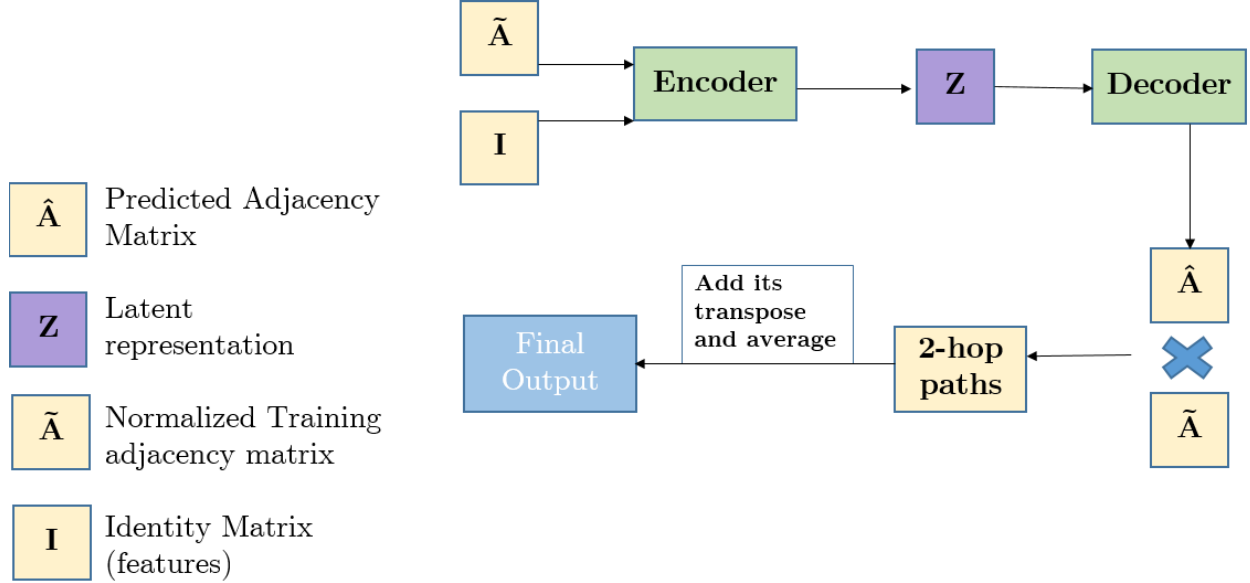 Ã
Encoder
Z
Decoder
I
Â
Predicted Adjacency
Matrix
Z
Latent
representation
Ã
Normalized Training
adjacency matrix
I
Identity Matrix
(features)
Â
Ã
2-hop
paths
Add its
transpose
and average
Final
Output